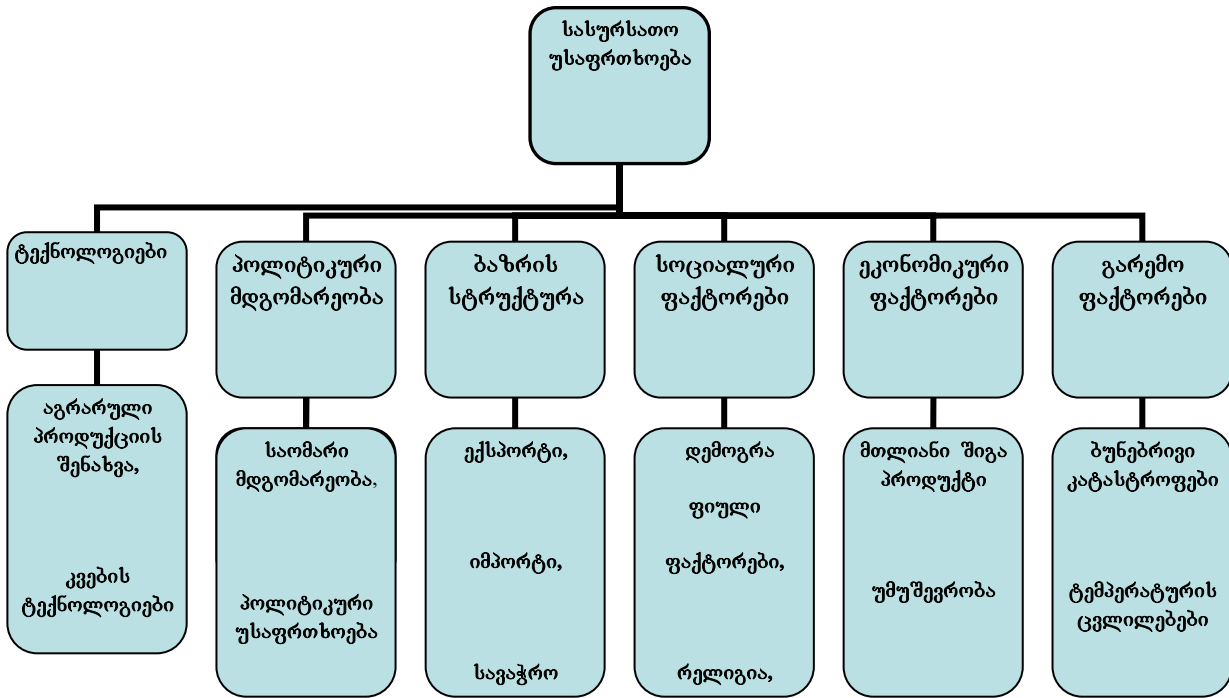 სასურსათო
უსაფრთხოება
ტექნოლოგიები
პოლიტიკური
მდგომარეობა
ბაზრის
სტრუქტურა
სოციალური
ფაქტორები
ეკონომიკური
ფაქტორები
გარემო
ფაქტორები
აგრარული
პროდუქციის
შენახვა,
კვების
ტექნოლოგიები
საომარი
მდგომარეობა,
პოლიტიკური
უსაფრთხოება
ექსპორტი,
იმპორტი,
სავაჭრო
დემოგრა
ფიული
ფაქტორები,
რელიგია,
მთლიანი შიგა
პროდუქტი
უმუშევრობა
ბუნებრივი
კატასტროფები
ტემპერატურის
ცვლილებები